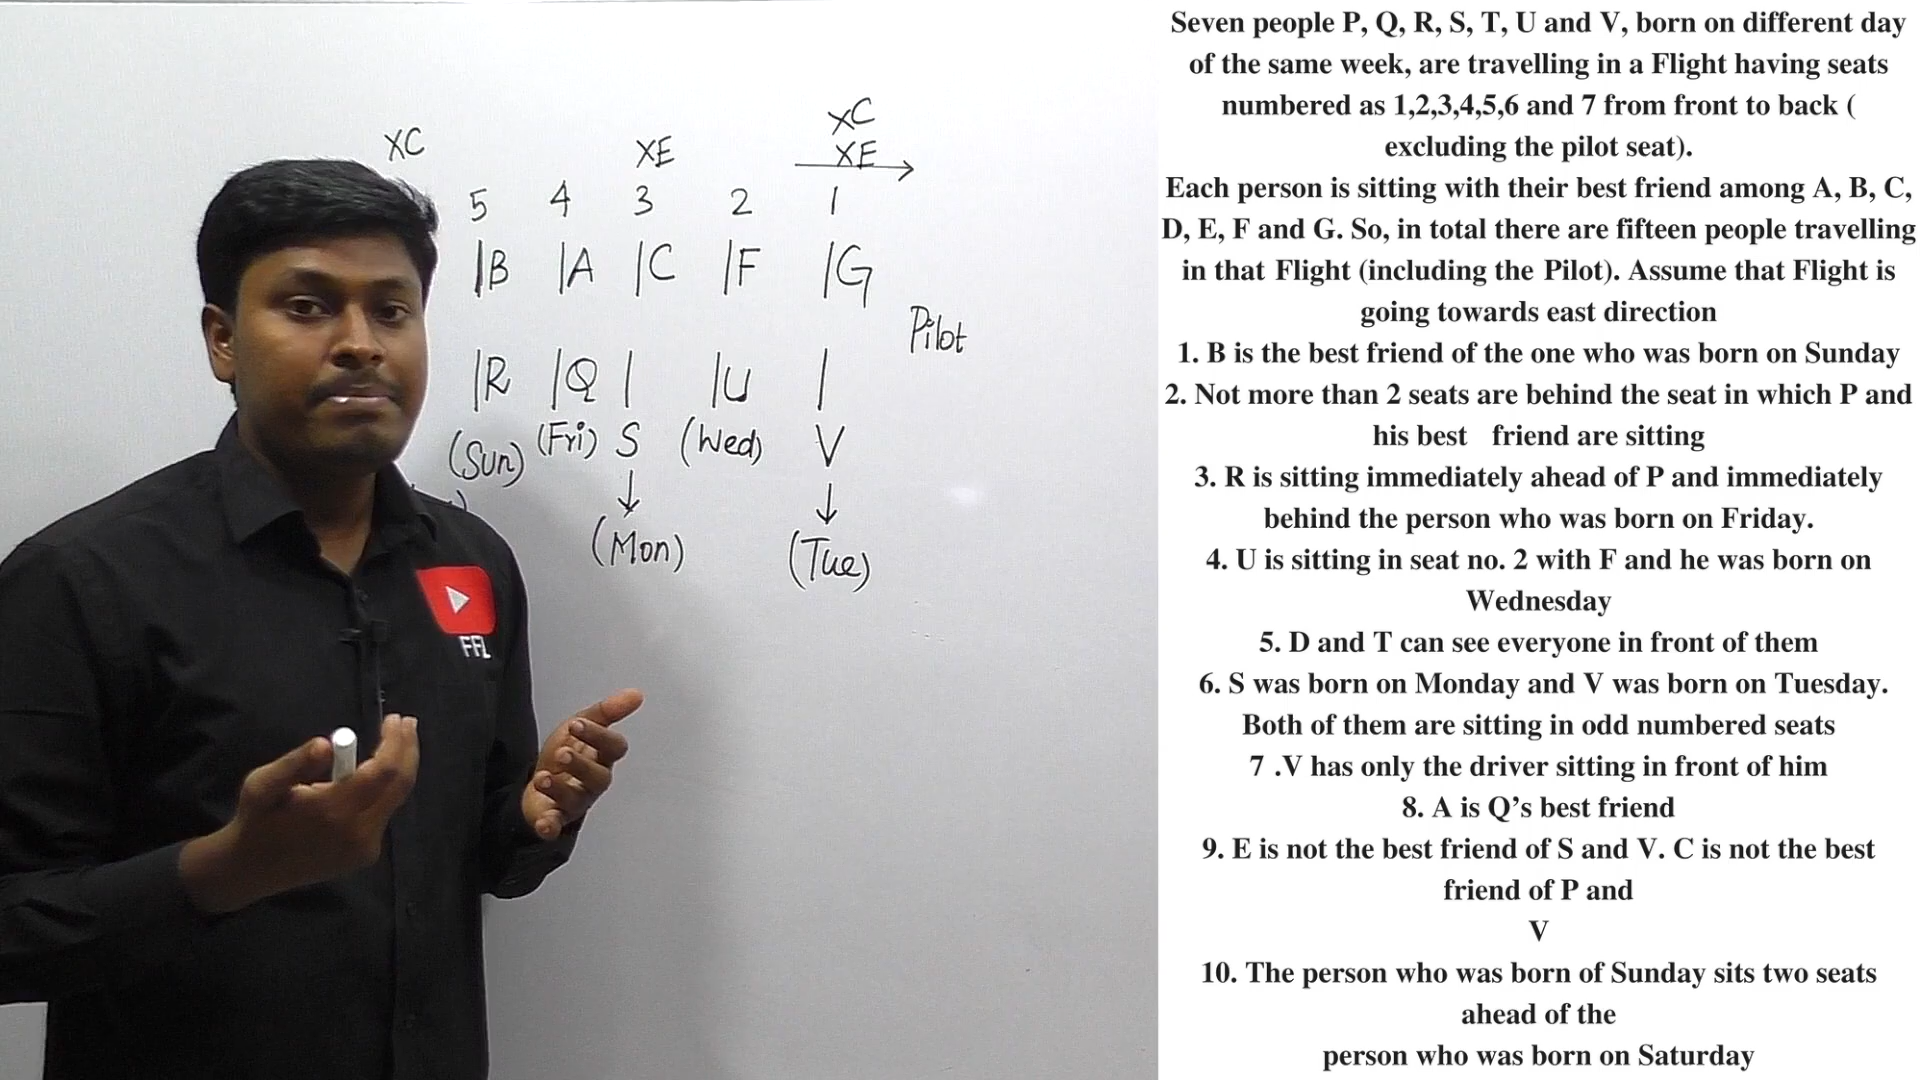 XC
XE
XC
XE
5 4 3 2 1
|B |A |C |F |G
Pilot
|R |Q | |U |
(Sun) (Fri) S (Wed) V
(Mon) (Tue)
FFL
Seven people P, Q, R, S, T, U and V, born on different day
of the same week, are travelling in a Flight having seats
numbered as 1,2,3,4,5,6 and 7 from front to back (
excluding the pilot seat).
Each person is sitting with their best friend among A, B, C,
D, E, F and G. So, in total there are fifteen people travelling
in that Flight (including the Pilot). Assume that Flight is
going towards east direction
1. B is the best friend of the one who was born on Sunday
2. Not more than 2 seats are behind the seat in which P and
his best friend are sitting
3. R is sitting immediately ahead of P and immediately
behind the person who was born on Friday.
4. U is sitting in seat no. 2 with F and he was born on
Wednesday
5. D and T can see everyone in front of them
6. S was born on Monday and V was born on Tuesday.
Both of them are sitting in odd numbered seats
7 .V has only the driver sitting in front of him
8. A is Q’s best friend
9. E is not the best friend of S and V. C is not the best
friend of P and
V
10. The person who was born of Sunday sits two seats
ahead of the
person who was born on Saturday